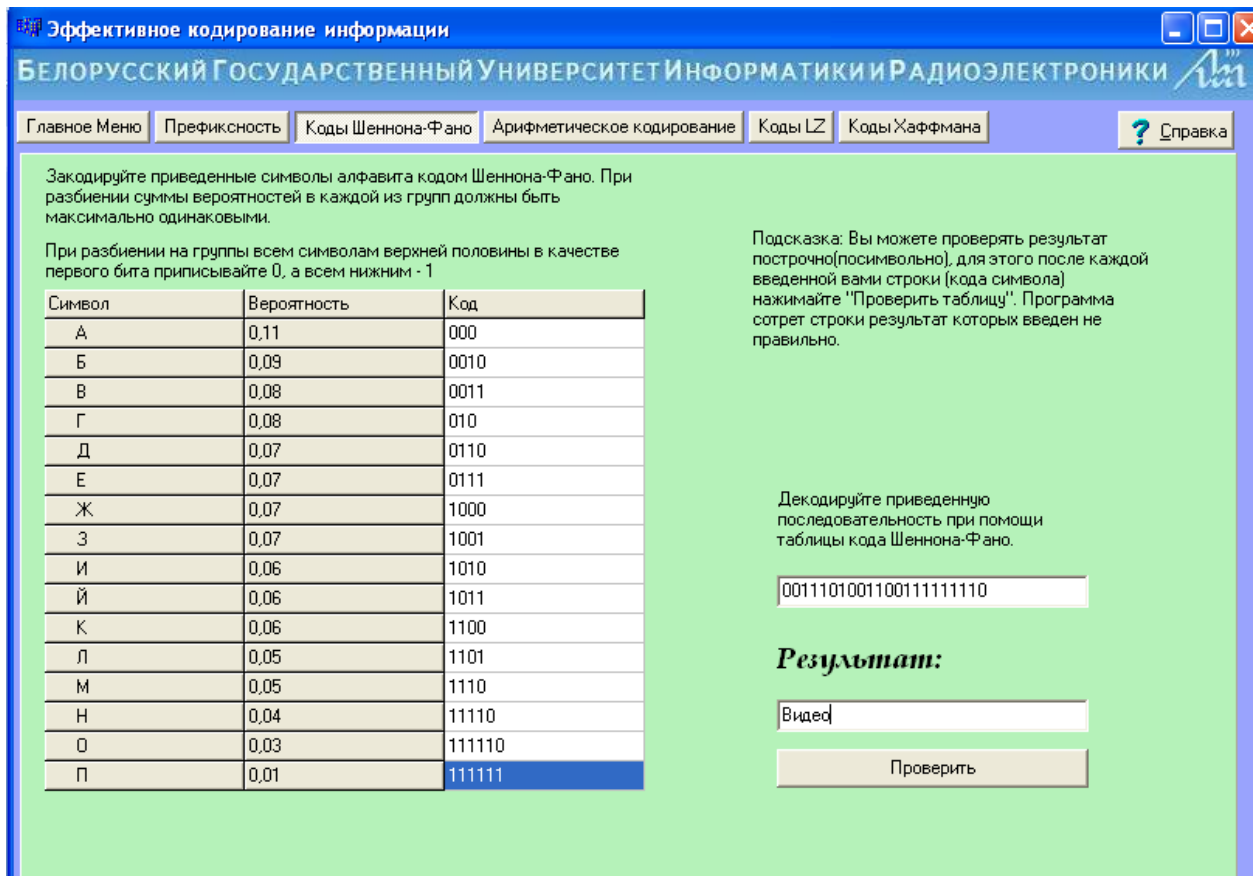 Эффективное кодирование информации
БЕЛОРУССКИЙ ГОСУДАРСТВЕННЫЙ УНИВЕРСИТЕТ ИНФОРМАТИКИ И РАДИОЭЛЕКТРОНИКИ
Главное Меню Префиксность Коды Шеннона-Фано Арифметическое кодирование Коды LZ Коды Хаффмана ? Справка
Закодируйте приведенные символы алфавита кодом Шеннона-Фано. При
разбиении суммы вероятностей в каждой из групп должны быть
максимально одинаковыми.
При разбиении на группы всем символам верхней половины в качестве
первого бита приписывайте 0, а всем нижним - 1
Символ Вероятность Код
А 0,11 000
Б 0,09 0010
В 0,08 0011
Г 0,08 010
Д 0,07 0110
Е 0,07 0111
Ж 0,07 1000
З 0,07 1001
И 0,06 1010
Й 0,06 1011
К 0,06 1100
Л 0,05 1101
М 0,05 1110
Н 0,04 11110
О 0,03 111110
П 0,01 111111
Подсказка: Вы можете проверять результат
построчно(посимвольно), для этого после каждой
введенной вами строки (кода символа)
нажимайте "Проверить таблицу". Программа
сотрет строки результат которых введен не
правильно.
Декодируйте приведенную
последовательность при помощи
таблицы кода Шеннона-Фано.
0011101001100111111110
Результат:
Видео
Проверить